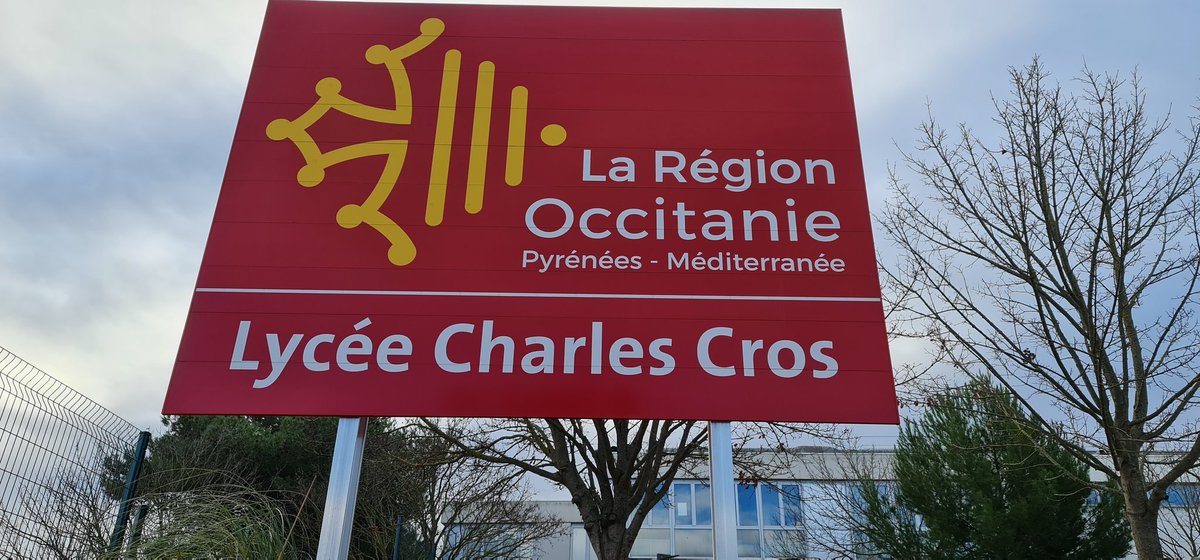 La Région
Occitanie
Pyrénées - Méditerranée
Lycée Charles Cros